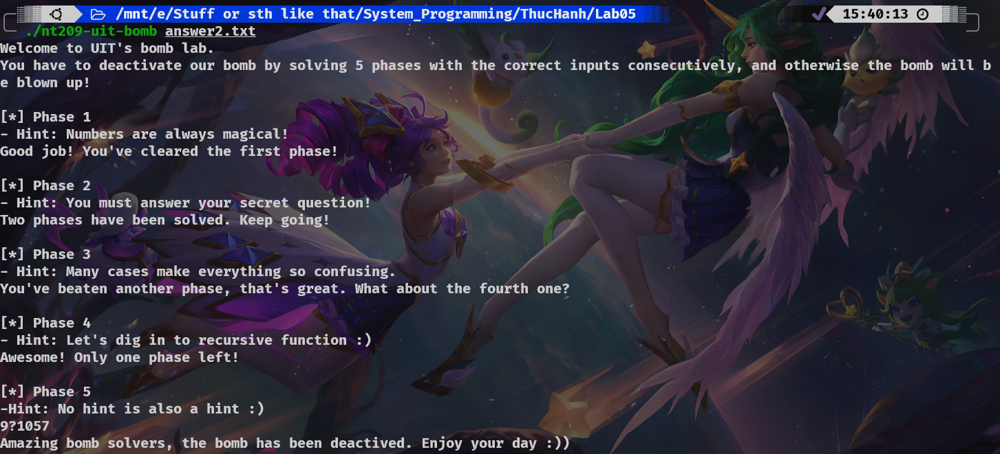 /mnt/e/Stuff or sth like that/System_Programming/ThucHanh/Lab05 15:40:13
./nt209-uit-bomb answer2.txt
Welcome to UIT's bomb lab.
You have to deactivate our bomb by solving 5 phases with the correct inputs consecutively, and otherwise the bomb will b
e blown up!
[*] Phase 1
- Hint: Numbers are always magical!
Good job! You've cleared the first phase!
[*] Phase 2
- Hint: You must answer your secret question!
Two phases have been solved. Keep going!
[*] Phase 3
- Hint: Many cases make everything so confusing.
You've beaten another phase, that's great. What about the fourth one?
[*] Phase 4
- Hint: Let's dig in to recursive function :)
Awesome! Only one phase left!
[*] Phase 5
-Hint: No hint is also a hint :)
9?1057
Amazing bomb solvers, the bomb has been deactived. Enjoy your day :))